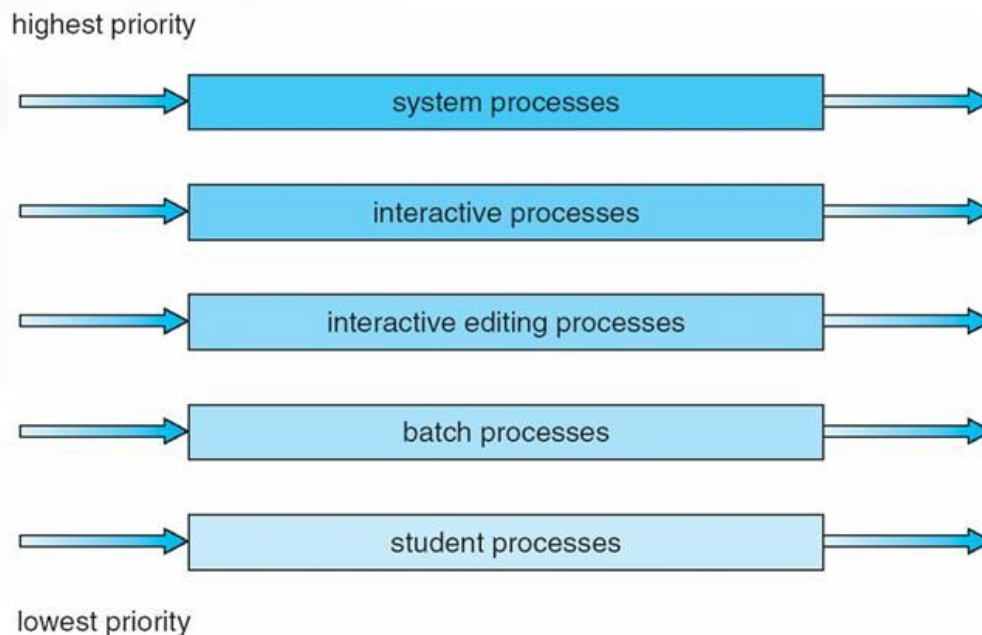 highest priority
system processes
interactive processes
interactive editing processes
batch processes
student processes
lowest priority